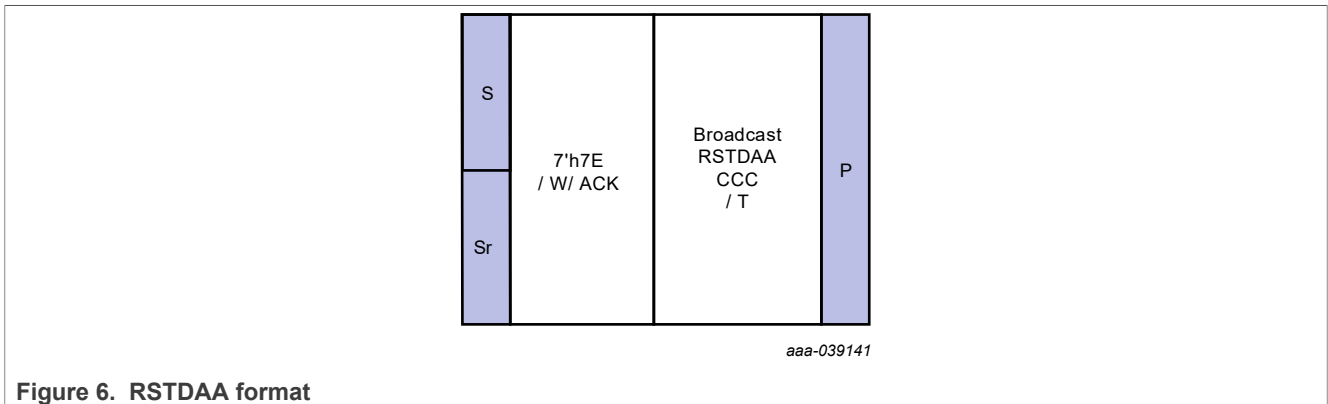 S
Sr
7'h7E
/ W/ ACK
Broadcast
RSTDAA
CCC
/ T
P
aaa-039141
Figure 6. RSTDAA format